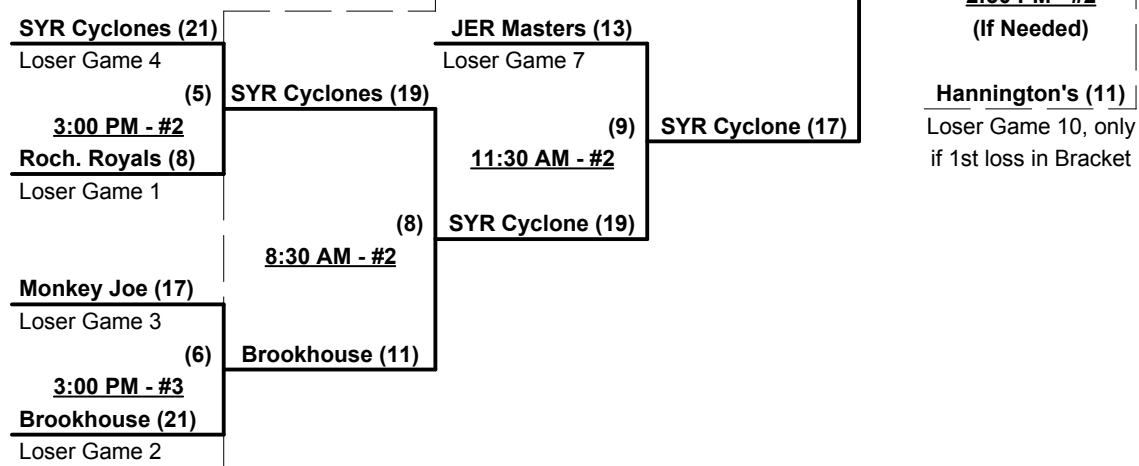 SYR Cyclones (21)
Loser Game 4
(5)
3:00 PM - #2
Roch. Royals (8)
Loser Game 1
SYR Cyclones (19)
(8)
8:30 AM - #2
Monkey Joe (17)
Loser Game 3
(6)
3:00 PM - #3
Brookhouse (21)
Loser Game 2
Brookhouse (11)
JER Masters (13)
Loser Game 7
(9)
11:30 AM - #2
SYR Cyclone (19)
SYR Cyclone (17)
(If Needed)
Hannington's (11)
Loser Game 10, only
if 1st loss in Bracket